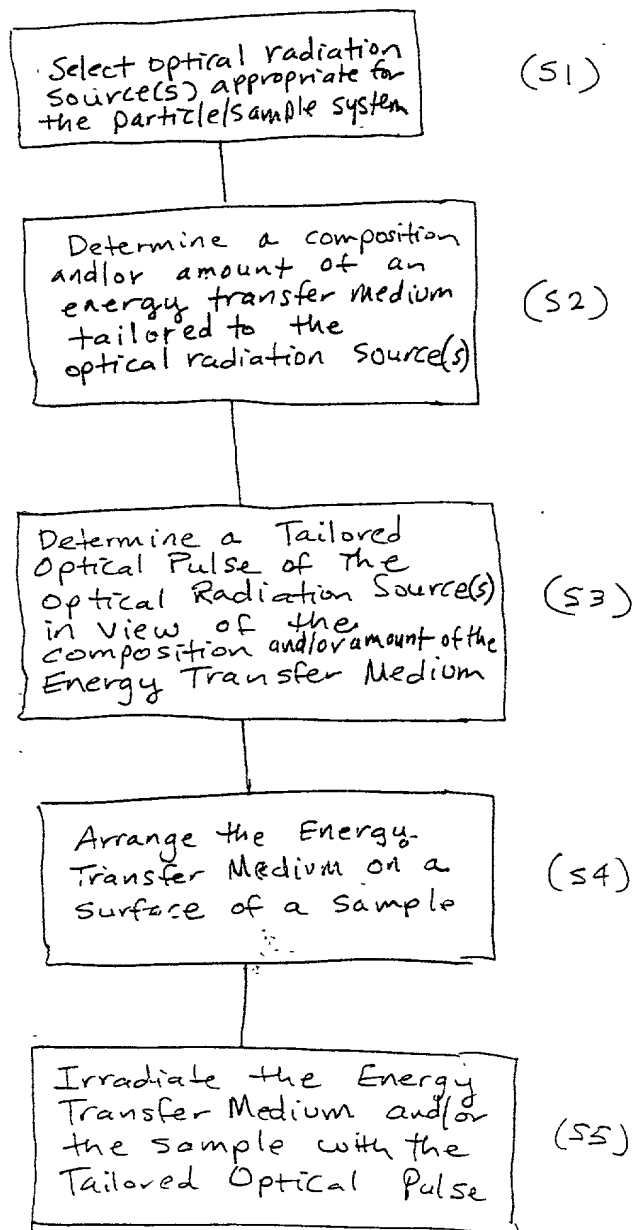 Select optical radiation
source(s) appropriate for
the particle/sample system
(S1)
Determine a composition
and/or amount of an
energy transfer medium
tailored to the
optical radiation source(s)
(S2)
Determine a Tailored
Optical Pulse of The
Optical Radiation Source(s)
in view of the
composition and/or amount of the
Energy Transfer Medium
(S3)
Arrange the Energy
Transfer Medium on a
surface of a sample
(S4)
Irradiate the Energy
Transfer Medium and/or
the sample with the
Tailored Optical Pulse
(S5)